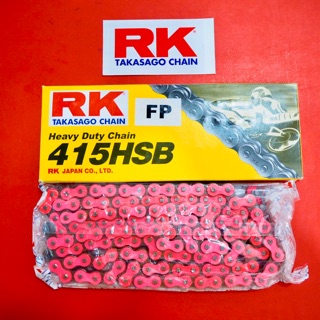 RK
TAKASAGO CHAIN
RK
TAKASAGO CHAIN
FP
Heavy Duty Chain
415HSB
RK JAPAN CO., LTD.